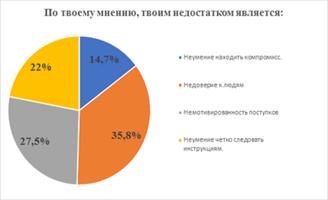 По твоему мнению, твоим недостатком является:
14,7%
35,8%
27,5%
22%
Неумение находить компромисс.
Недоверие к людям
Немотивированность поступков
Неумение четко следовать
инструкциям.